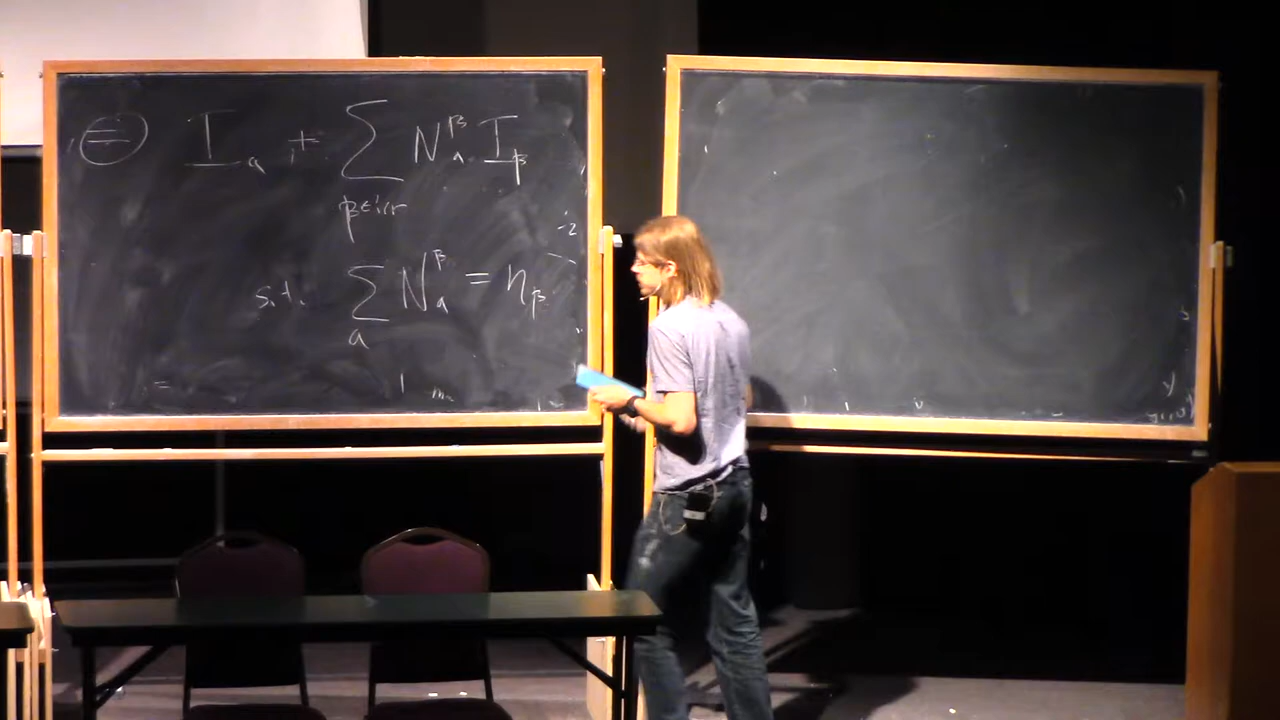 = I_a + ∑ N_a^β I_β
β∈irr
s.t. ∑ N_a^β = n_β
a